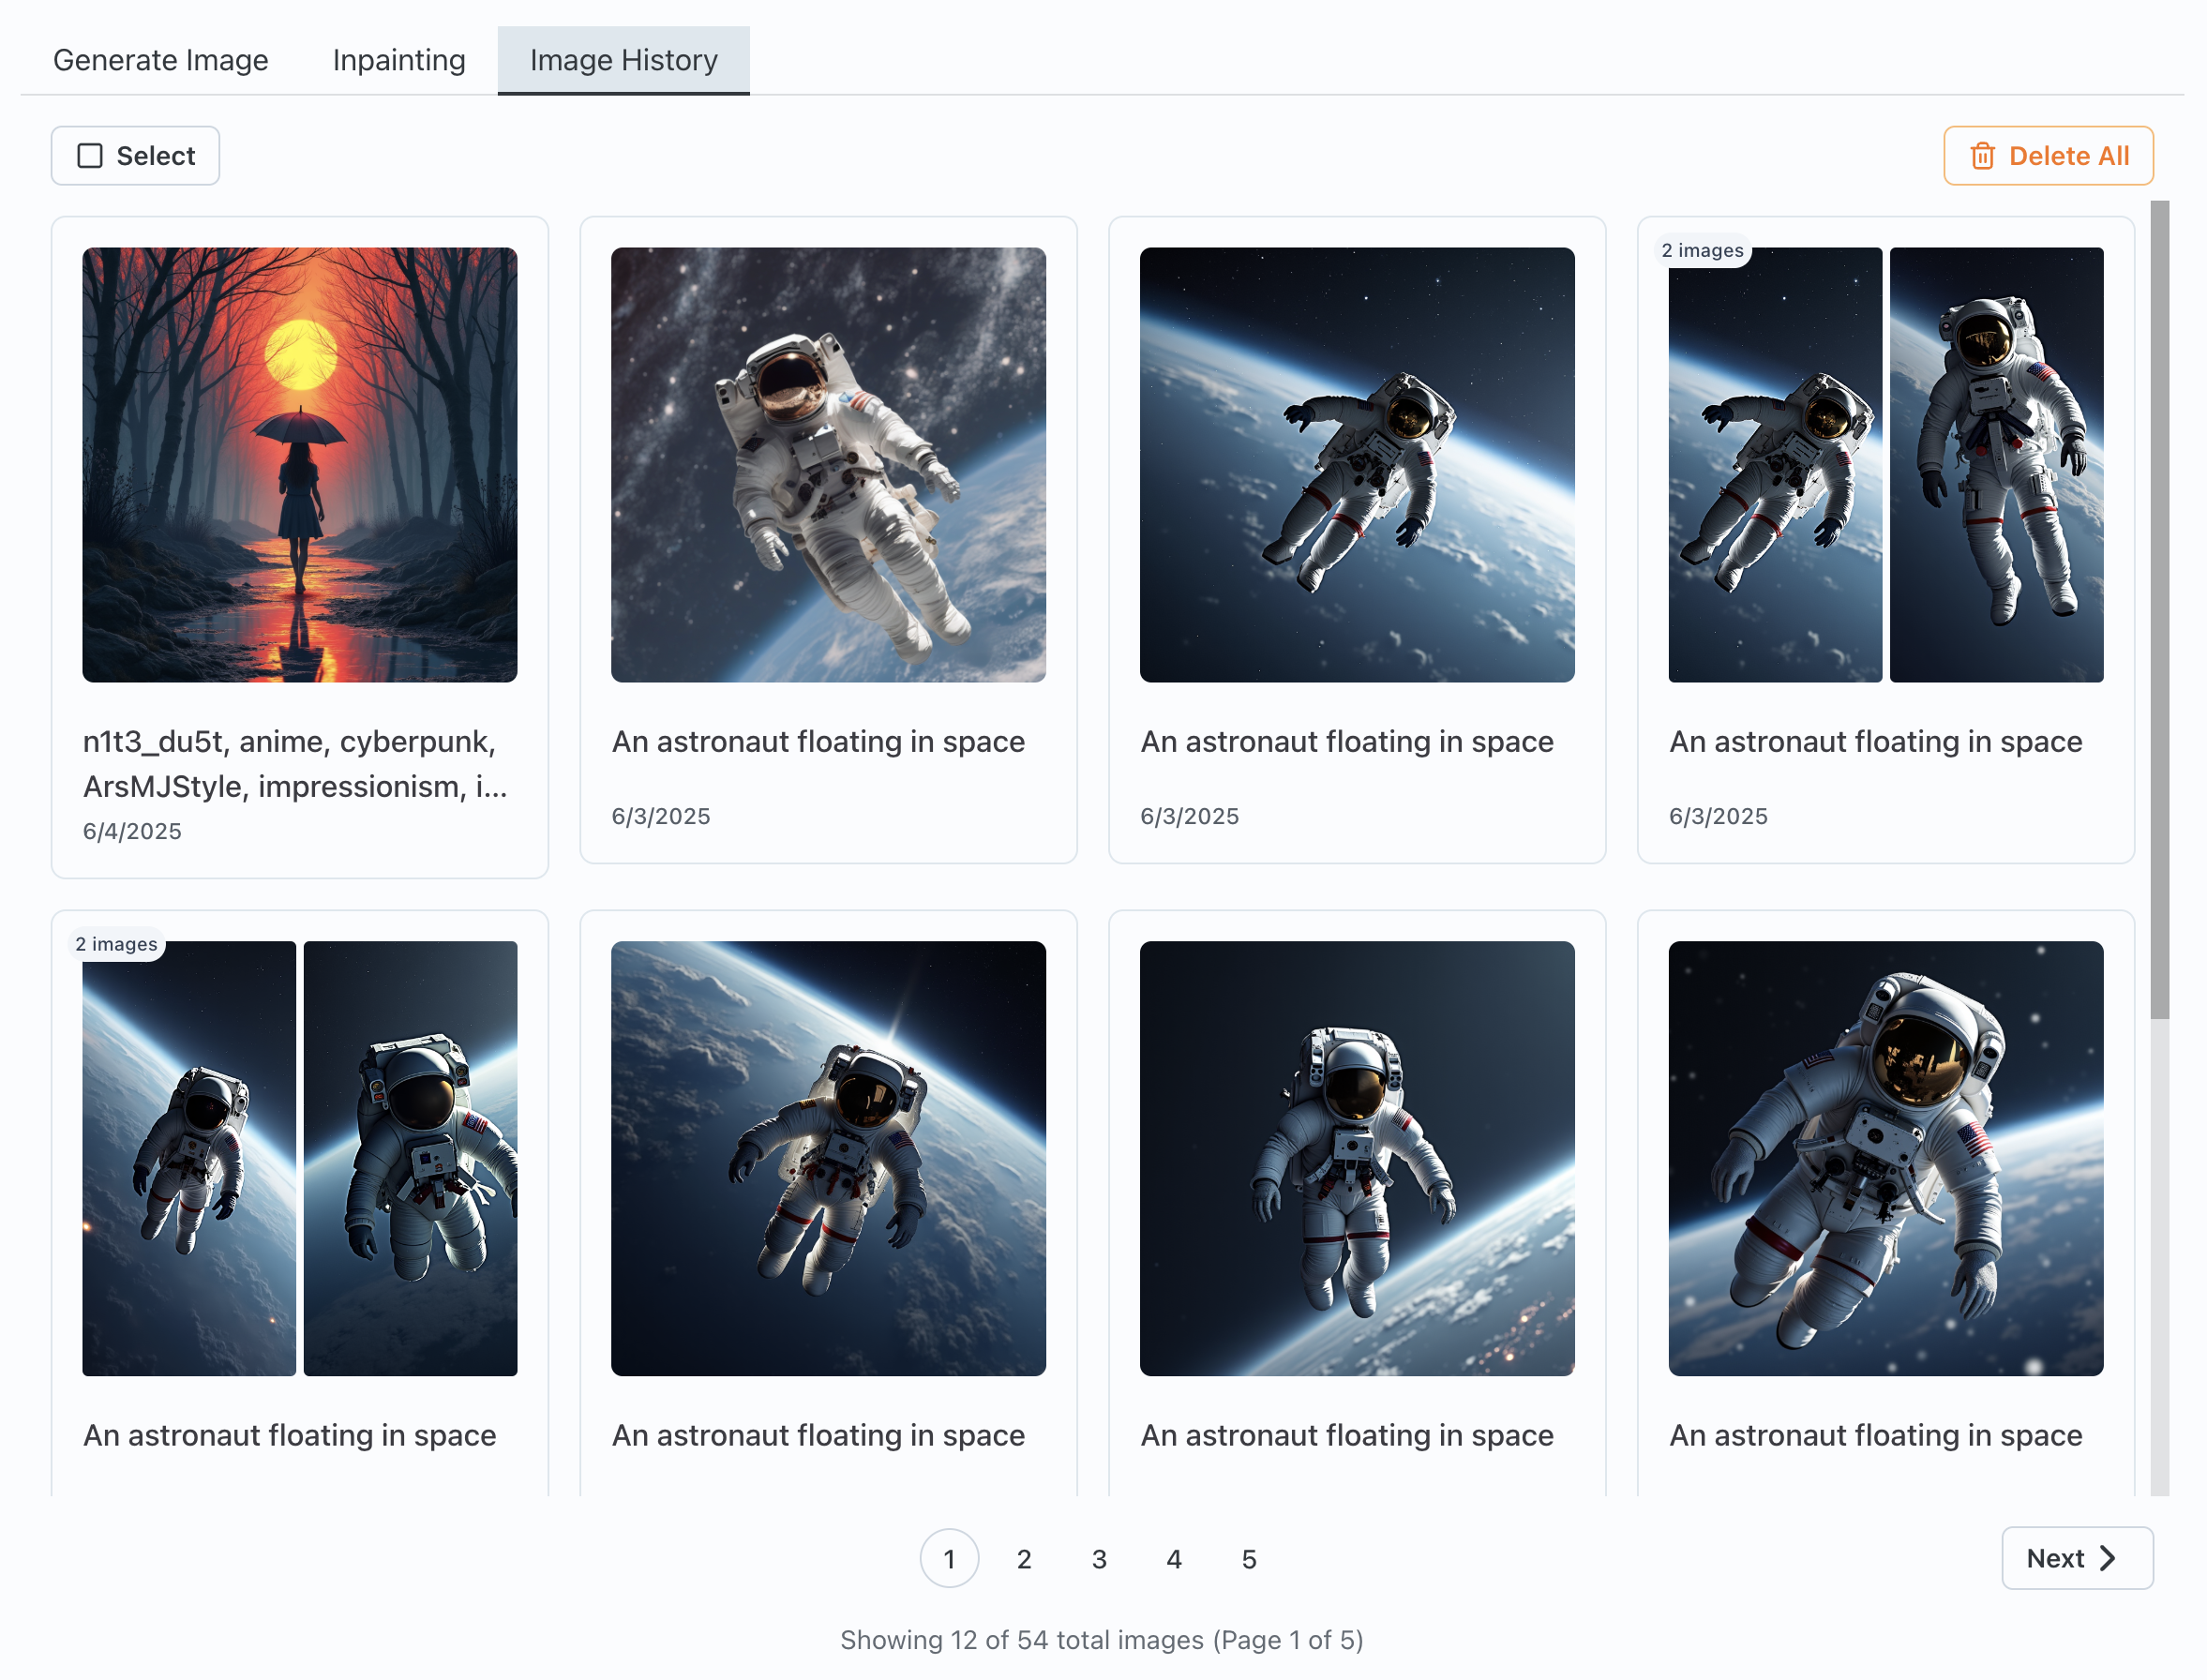 Generate Image
Inpainting
Image History
Select
Delete All
2 images
n1t3_du5t, anime, cyberpunk,
ArsMJStyle, impressionism, i...
6/4/2025
An astronaut floating in space
6/3/2025
An astronaut floating in space
6/3/2025
An astronaut floating in space
6/3/2025
2 images
An astronaut floating in space
An astronaut floating in space
An astronaut floating in space
An astronaut floating in space
1
2
3
4
5
Next
Showing 12 of 54 total images (Page 1 of 5)